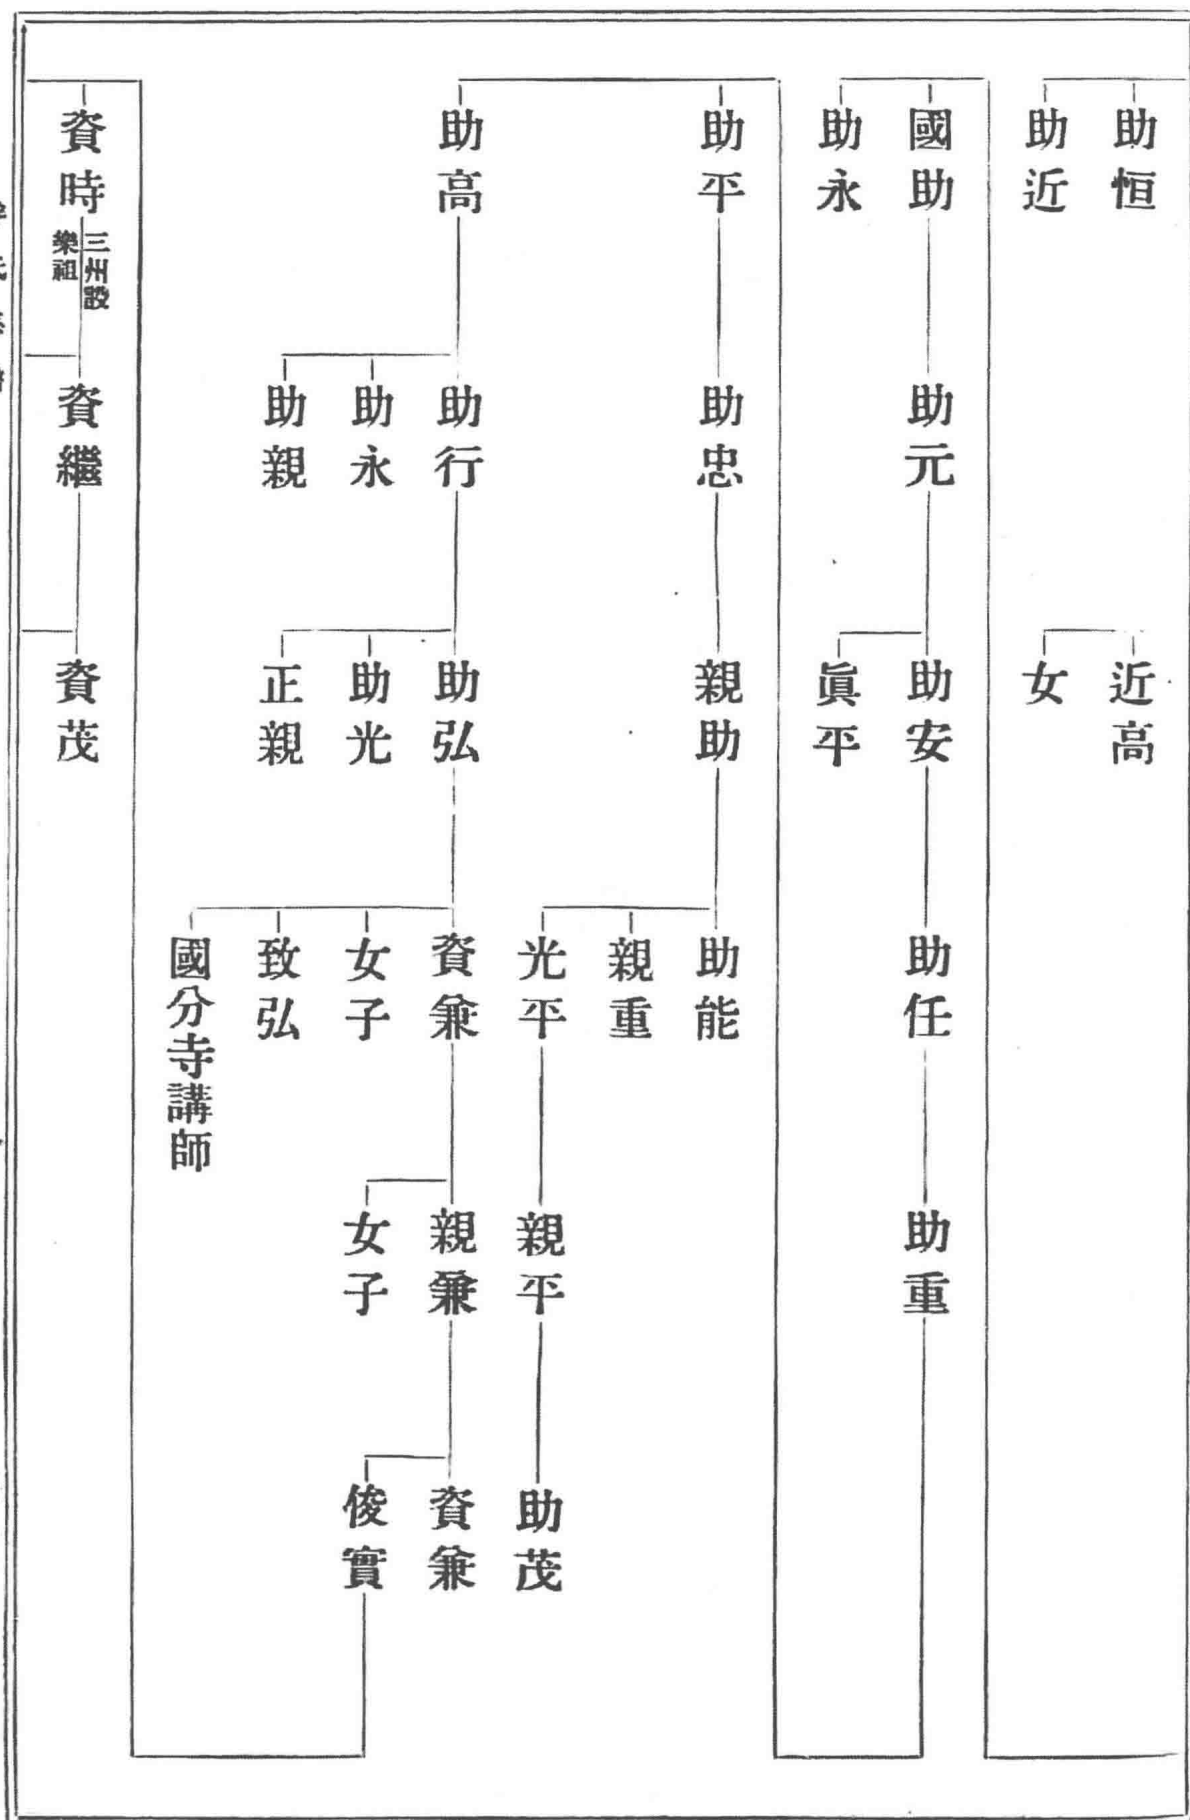 助恒
助近
近高
女
國助
助永
助元
助安
眞平
助任
助重
助平
助高
助忠
親助
助能
親重
光平
親平
助茂
助行
助永
助親
助弘
助光
正親
資兼
女子
致弘
國分寺講師
親兼
女子
資兼
俊實
資時
三州設
樂祖
資繼
資茂